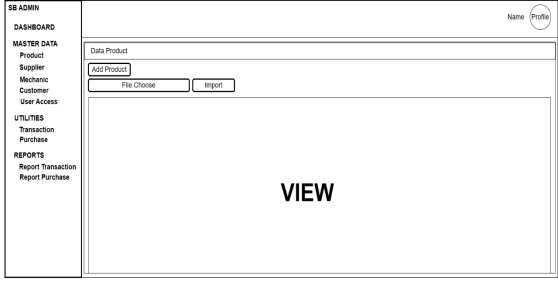 SB ADMIN
DASHBOARD
MASTER DATA
Product
Supplier
Mechanic
Customer
User Access
UTILITIES
Transaction
Purchase
REPORTS
Report Transaction
Report Purchase
Name Profile
Data Product
Add Product
File Choose Import
VIEW